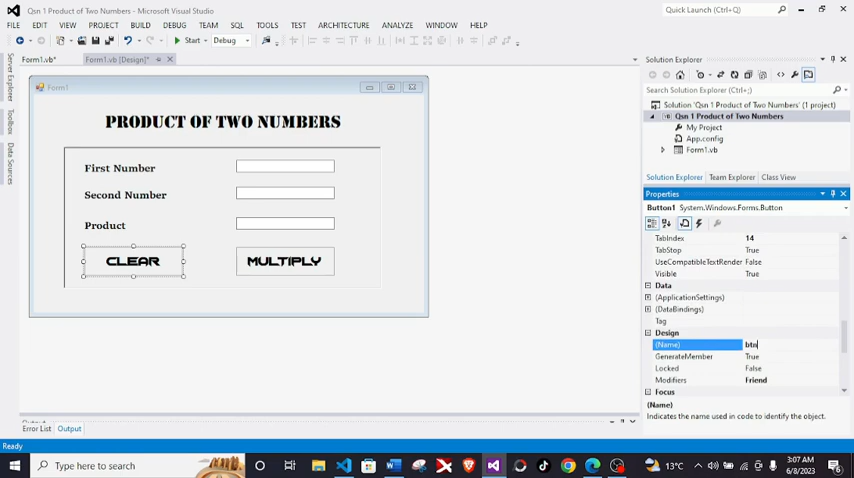 Qsn 1 Product of Two Numbers - Microsoft Visual Studio
Quick Launch (Ctrl+Q)
FILE EDIT VIEW PROJECT BUILD DEBUG TEAM SQL TOOLS TEST ARCHITECTURE ANALYZE WINDOW HELP
Start Debug
Form1.vb*
Form1.vb [Design]*
Server Explorer
Toolbox
Data Sources
Form1
PRODUCT OF TWO NUMBERS
First Number
Second Number
Product
CLEAR
MULTIPLY
Output
Error List Output
Solution Explorer
Search Solution Explorer (Ctrl+;)
Solution 'Qsn 1 Product of Two Numbers' (1 project)
Qsn 1 Product of Two Numbers
My Project
App.config
Form1.vb
Solution Explorer Team Explorer Class View
Properties
Button1 System.Windows.Forms.Button
TabIndex 14
TabStop True
UseCompatibleTextRender False
Visible True
Data
(ApplicationSettings)
(DataBindings)
Tag
Design
(Name) btn
GenerateMember True
Locked False
Modifiers Friend
Focus
(Name)
Indicates the name used in code to identify the object.
Ready
Type here to search
13°C
3:07 AM
6/8/2023